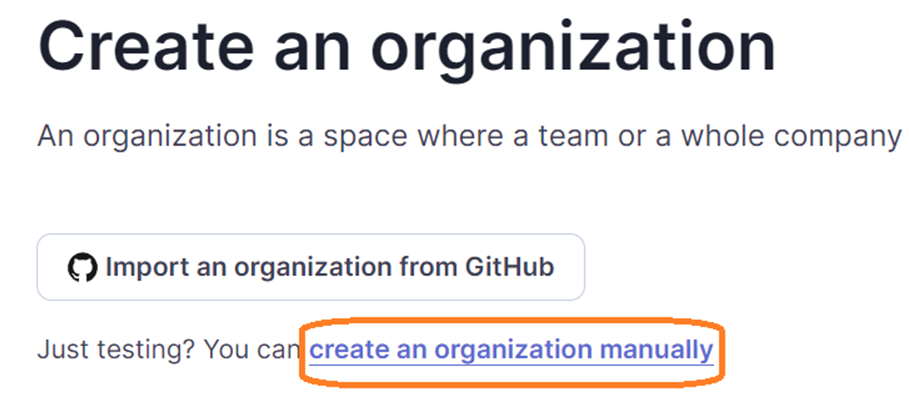 Create an organization
An organization is a space where a team or a whole company
Import an organization from GitHub
Just testing? You can create an organization manually